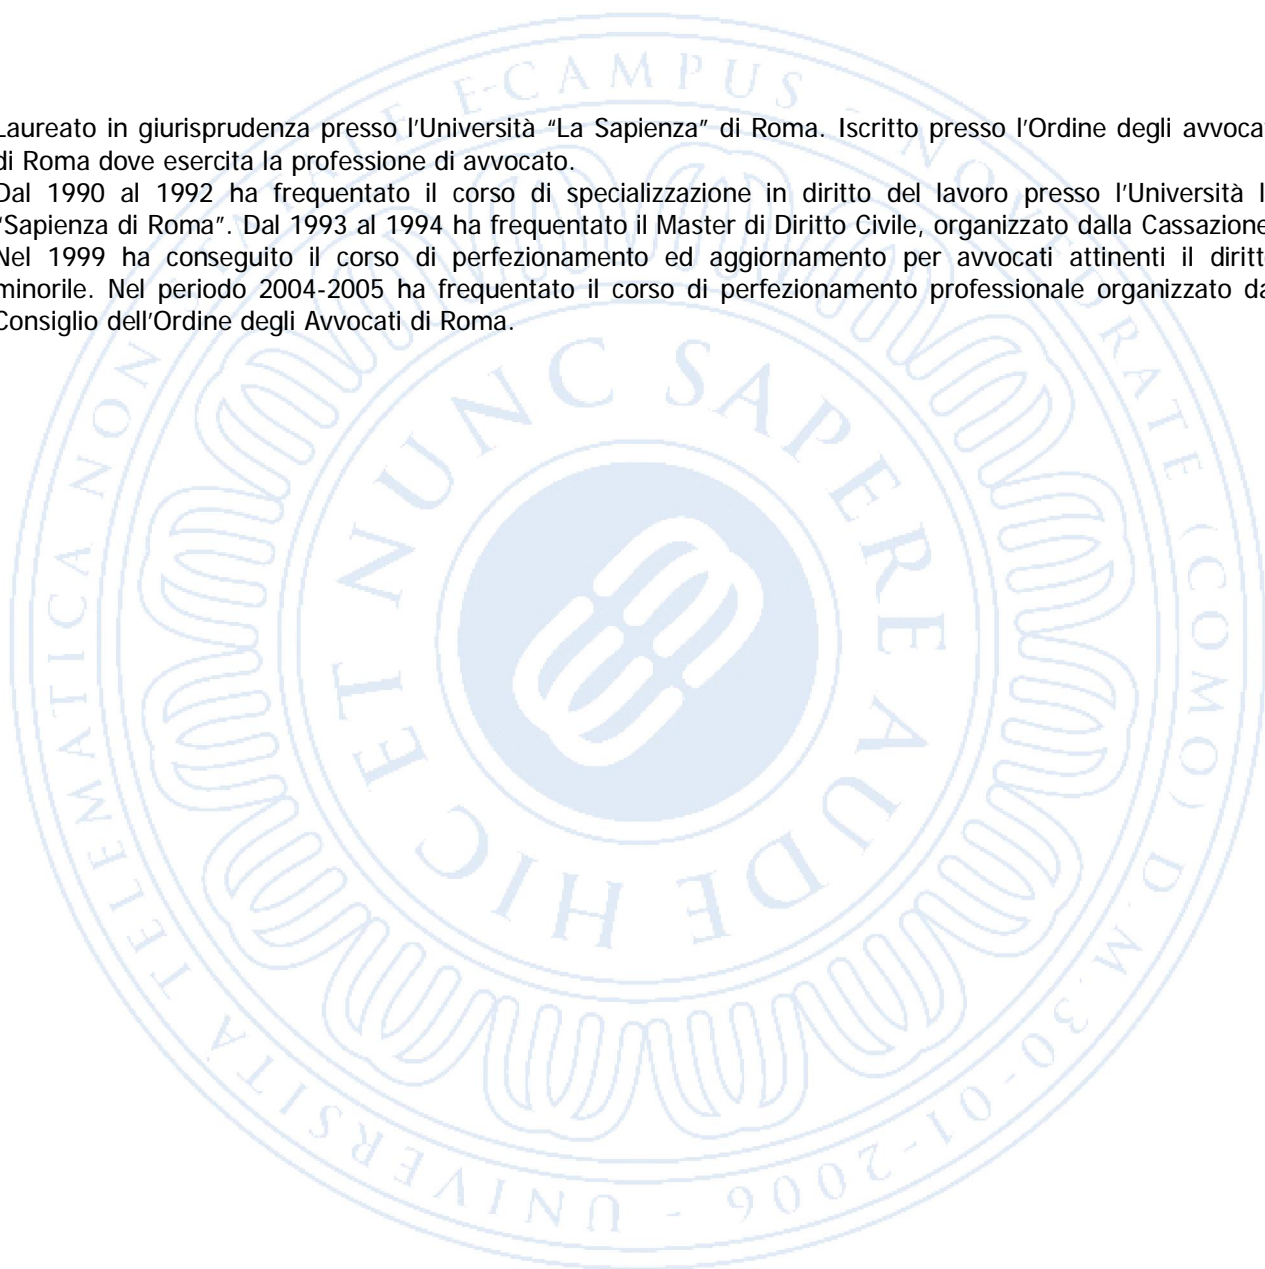 Laureato in giurisprudenza presso l'Università “La Sapienza” di Roma. Iscritto presso l'Ordine degli
di Roma dove esercita la professione di avvocato.
Dal 1990 al 1992 ha frequentato il corso di specializzazione in diritto del lavoro presso l'Università
“Sapienza di Roma”. Dal 1993 al 1994 ha frequentato il Master di Diritto Civile, organizzato dalla Cassazione
Nel 1999 ha conseguito il corso di perfezionamento ed aggiornamento per avvocati attinenti il
minorile. Nel periodo 2004-2005 ha frequentato il corso di perfezionamento professionale organizzato
Consiglio dell'Ordine degli Avvocati di Roma.
UNIVERSITÀ TELEMATICA NON STATALE E-CAMPUS - NOVEDRATE (COMO) D.M. 30-01-2006 -
HIC ET NUNC SAPERE AUDE